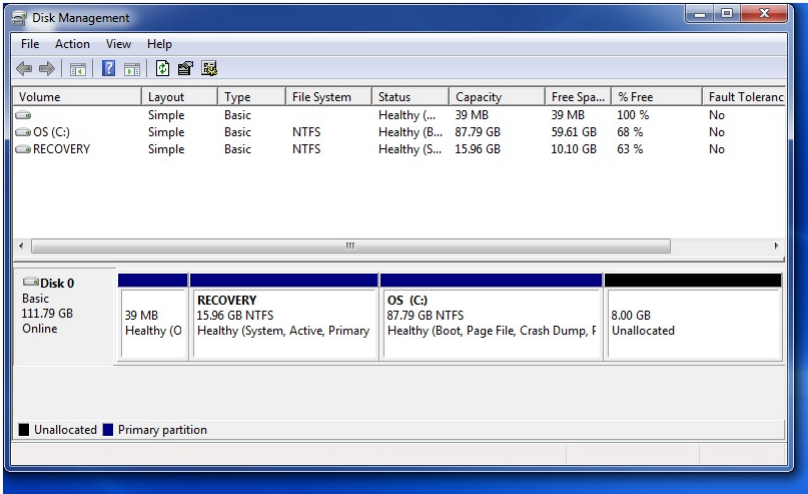 Disk Management
File Action View Help
Volume Layout Type File System Status Capacity Free Spa... % Free Fault Toleranc
Simple Basic Healthy (... 39 MB 39 MB 100 % No
OS (C:) Simple Basic NTFS Healthy (B... 87.79 GB 59.61 GB 68 % No
RECOVERY Simple Basic NTFS Healthy (S... 15.96 GB 10.10 GB 63 % No
Disk 0
Basic
111.79 GB
Online
39 MB
Healthy (O
RECOVERY
15.96 GB NTFS
Healthy (System, Active, Primary
OS (C:)
87.79 GB NTFS
Healthy (Boot, Page File, Crash Dump, F
8.00 GB
Unallocated
Unallocated Primary partition